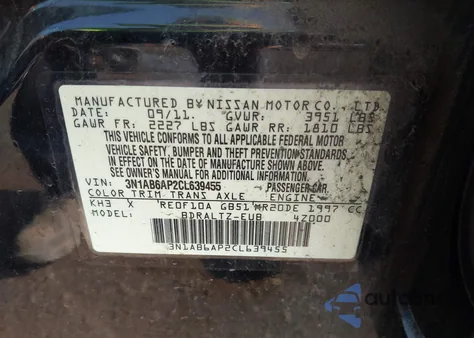 MANUFACTURED BY NISSAN MOTOR CO., LTD.
DATE: 09/11. GVWR: 3951 LBS
GAWR FR: 2227 LBS GAWR RR: 1810 LBS
THIS VEHICLE CONFORMS TO ALL APPLICABLE FEDERAL MOTOR
VEHICLE SAFETY, BUMPER AND THEFT PREVENTION STANDARDS
IN EFFECT ON THE DATE OF MANUFACTURE SHOWN ABOVE.
SEE OWNER'S MANUAL FOR ADDITIONAL INFORMATION.
VIN: 3N1AB6AP2CL639455 PASSENGER CAR
COLOR TRIM TRANS AXLE ENGINE
KH3 X RE0F10A GB51 MR20DE 1997 CC
MODEL BDRALTZ-EUB 4Z000
3N1AB6AP2CL639455